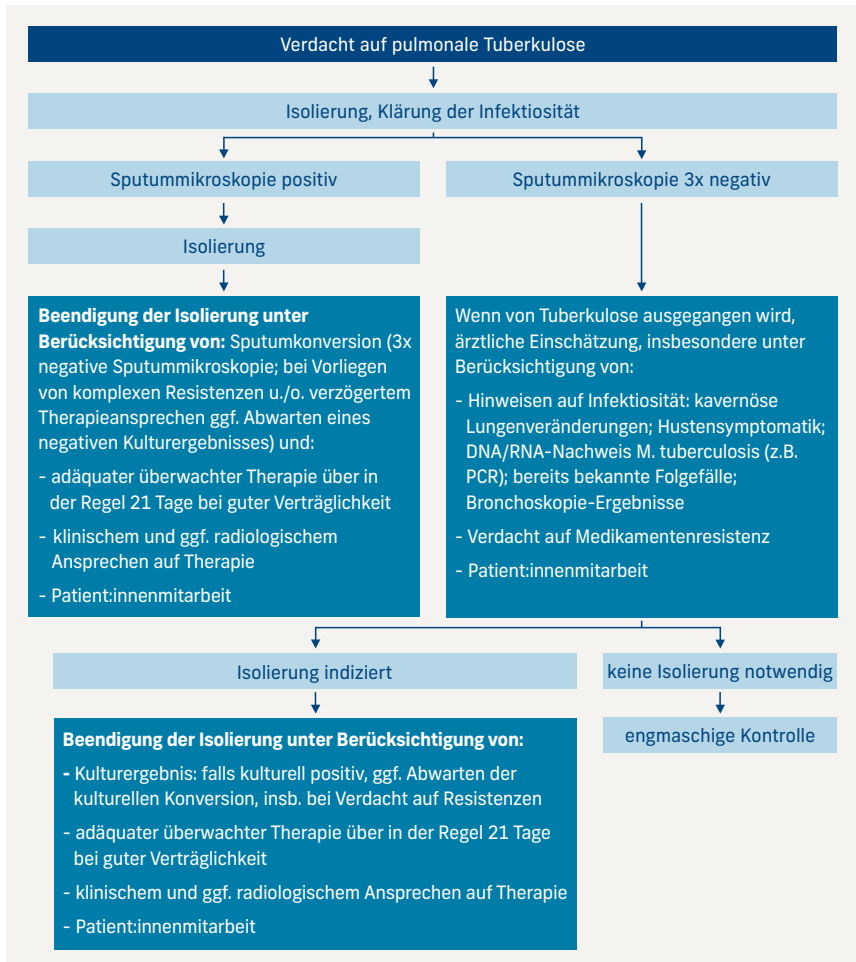 Verdacht auf pulmonale Tuberkulose
Isolierung, Klärung der Infektiosität
Sputummikroskopie positiv
Sputummikroskopie 3x negativ
Isolierung
Beendigung der Isolierung unter
Berücksichtigung von: Sputumkonversion (3x
negative Sputummikroskopie; bei Vorliegen
von komplexen Resistenzen u./o. verzögertem
Therapieansprechen ggf. Abwarten eines
negativen Kulturergebnisses) und:
- adäquater überwachter Therapie über in
der Regel 21 Tage bei guter Verträglichkeit
- klinischem und ggf. radiologischem
Ansprechen auf Therapie
- Patient:innenmitarbeit
Wenn von Tuberkulose ausgegangen wird,
ärztliche Einschätzung, insbesondere unter
Berücksichtigung von:
- Hinweisen auf Infektiosität: kavernöse
Lungenveränderungen; Hustensymptomatik;
DNA/RNA-Nachweis M. tuberculosis (z.B.
PCR); bereits bekannte Folgefälle;
Bronchoskopie-Ergebnisse
- Verdacht auf Medikamentenresistenz
- Patient:innenmitarbeit
Isolierung indiziert
keine Isolierung notwendig
engmaschige Kontrolle
Beendigung der Isolierung unter Berücksichtigung von:
- Kulturergebnis: falls kulturell positiv, ggf. Abwarten der
kulturellen Konversion, insb. bei Verdacht auf Resistenzen
- adäquater überwachter Therapie über in der Regel 21 Tage
bei guter Verträglichkeit
- klinischem und ggf. radiologischem Ansprechen auf Therapie
- Patient:innenmitarbeit